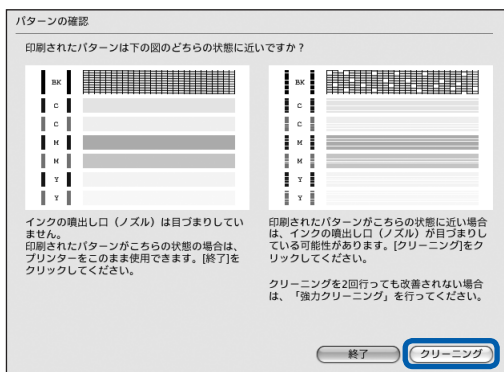 パターンの確認
印刷されたパターンは下の図のどちらの状態に近いですか？
BK
C
C
M
M
Y
Y
インクの噴出し口（ノズル）は目づまりしてい
ません。
印刷されたパターンがこちらの状態の場合は、
プリンターをこのまま使用できます。[終了]を
クリックしてください。
BK
C
C
M
M
Y
Y
印刷されたパターンがこちらの状態に近い場合
は、インクの噴出し口（ノズル）が目づまりし
ている可能性があります。[クリーニング]をク
リックしてください。
クリーニングを2回行っても改善されない場合
は、「強力クリーニング」を行ってください。
終了
クリーニング